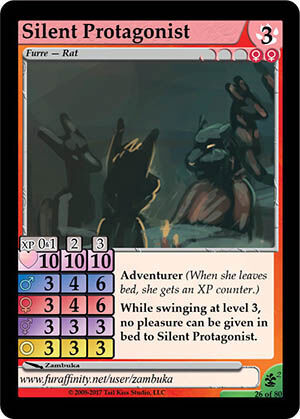 Silent Protagonist
3
Furre – Rat
XP 0&1 2 3
10 10 10
♂ 3 4 6
♀ 3 4 6
⚥ 3 3 3
3 3 3
Adventurer (When she leaves
bed, she gets an XP counter.)
While swinging at level 3,
no pleasure can be given in
bed to Silent Protagonist.
Zambuka
www.furaffinity.net/user/zambuka
26 of 80
© 2009-2017 Tail Kiss Studio, LLC